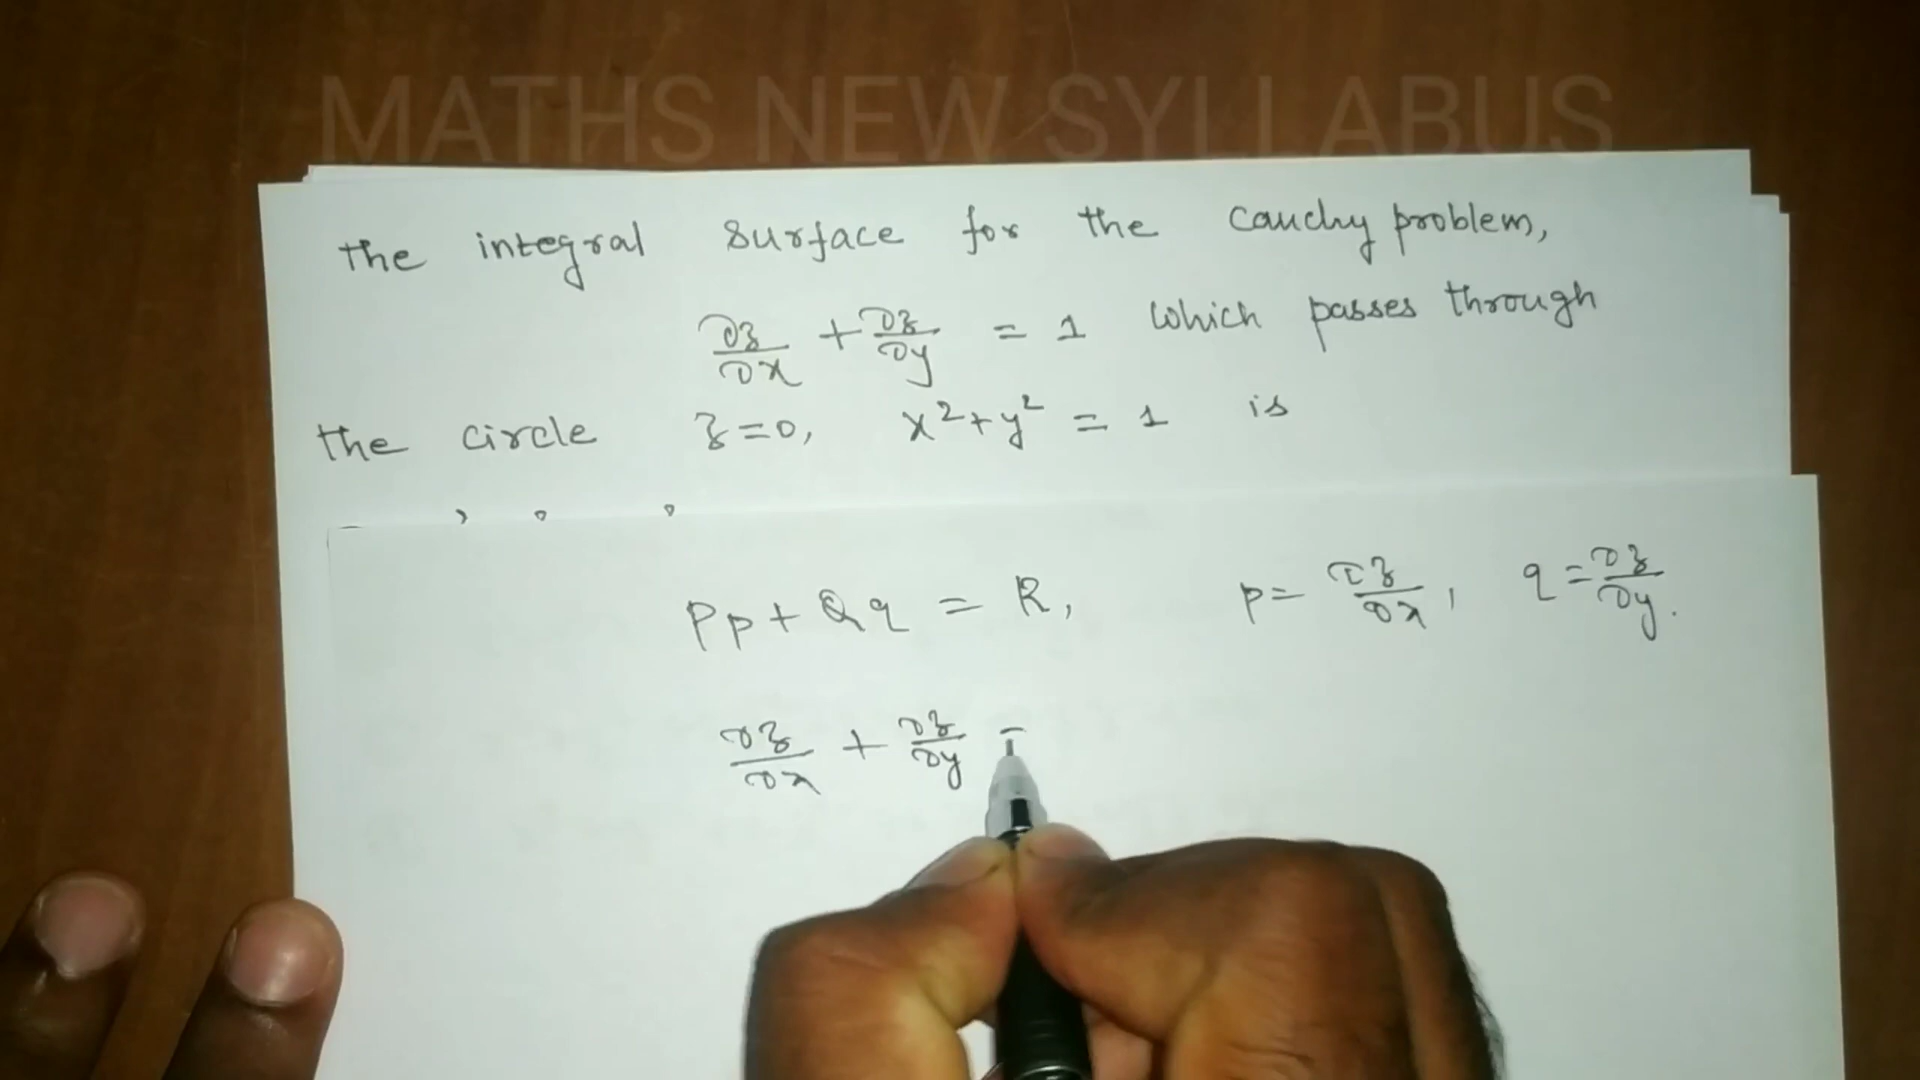 MATHS NEW SYLLABUS
The integral surface for the cauchy problem,
∂z/∂x + ∂z/∂y = 1 which passes through
the circle z=0, x²+y² = 1 is
Pp + Qq = R, p = ∂z/∂x, q = ∂z/∂y.
∂z/∂x + ∂z/∂y